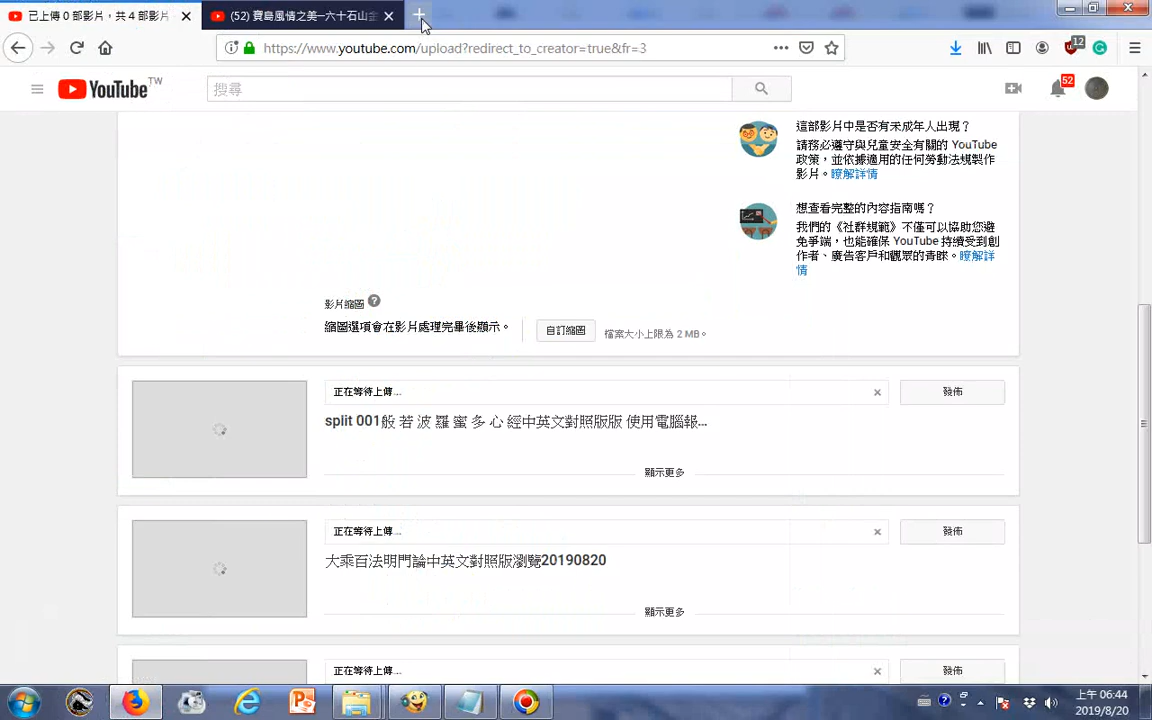 已上傳 0 部影片，共 4 部影片
(52) 寶島風情之美─六十石山金
https://www.youtube.com/upload?redirect_to_creator=true&fr=3
12
YouTube TW
搜尋
52
這部影片中是否有未成年人出現？
請務必遵守與兒童安全有關的 YouTube
政策，並依據適用的任何勞動法規製作
影片。瞭解詳情
想查看完整的內容指南嗎？
我們的《社群規範》不僅可以協助您避
免爭端，也能確保 YouTube 持續受到創
作者、廣告客戶和觀眾的青睞。瞭解詳
情
影片縮圖
縮圖選項會在影片處理完畢後顯示。
自訂縮圖
檔案大小上限為 2 MB。
正在等待上傳...
發佈
split 001般 若 波 羅 蜜 多 心 經中英文對照版版 使用電腦報...
顯示更多
正在等待上傳...
發佈
大乘百法明門論中英文對照版瀏覽20190820
顯示更多
正在等待上傳...
發佈
上午 06:44
2019/8/20